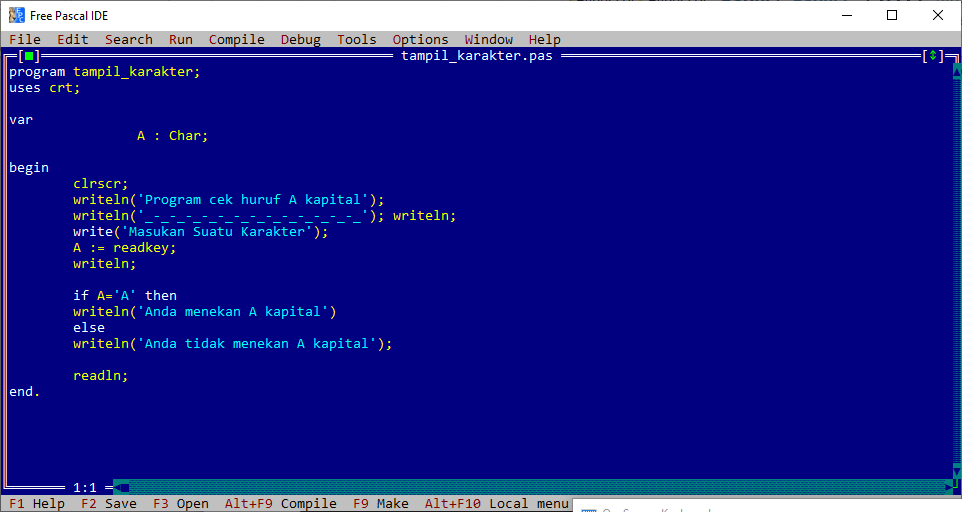 Free Pascal IDE
File Edit Search Run Compile Debug Tools Options Window Help
tampil_karakter.pas
program tampil_karakter;
uses crt;
var
A : Char;
begin
clrscr;
writeln('Program cek huruf A kapital');
writeln('_-_-_-_-_-_-_-_-_-_-_-_-_-_'); writeln;
write('Masukan Suatu Karakter');
A := readkey;
writeln;
if A='A' then
writeln('Anda menekan A kapital')
else
writeln('Anda tidak menekan A kapital');
readln;
end.
1:1
F1 Help F2 Save F3 Open Alt+F9 Compile F9 Make Alt+F10 Local menu